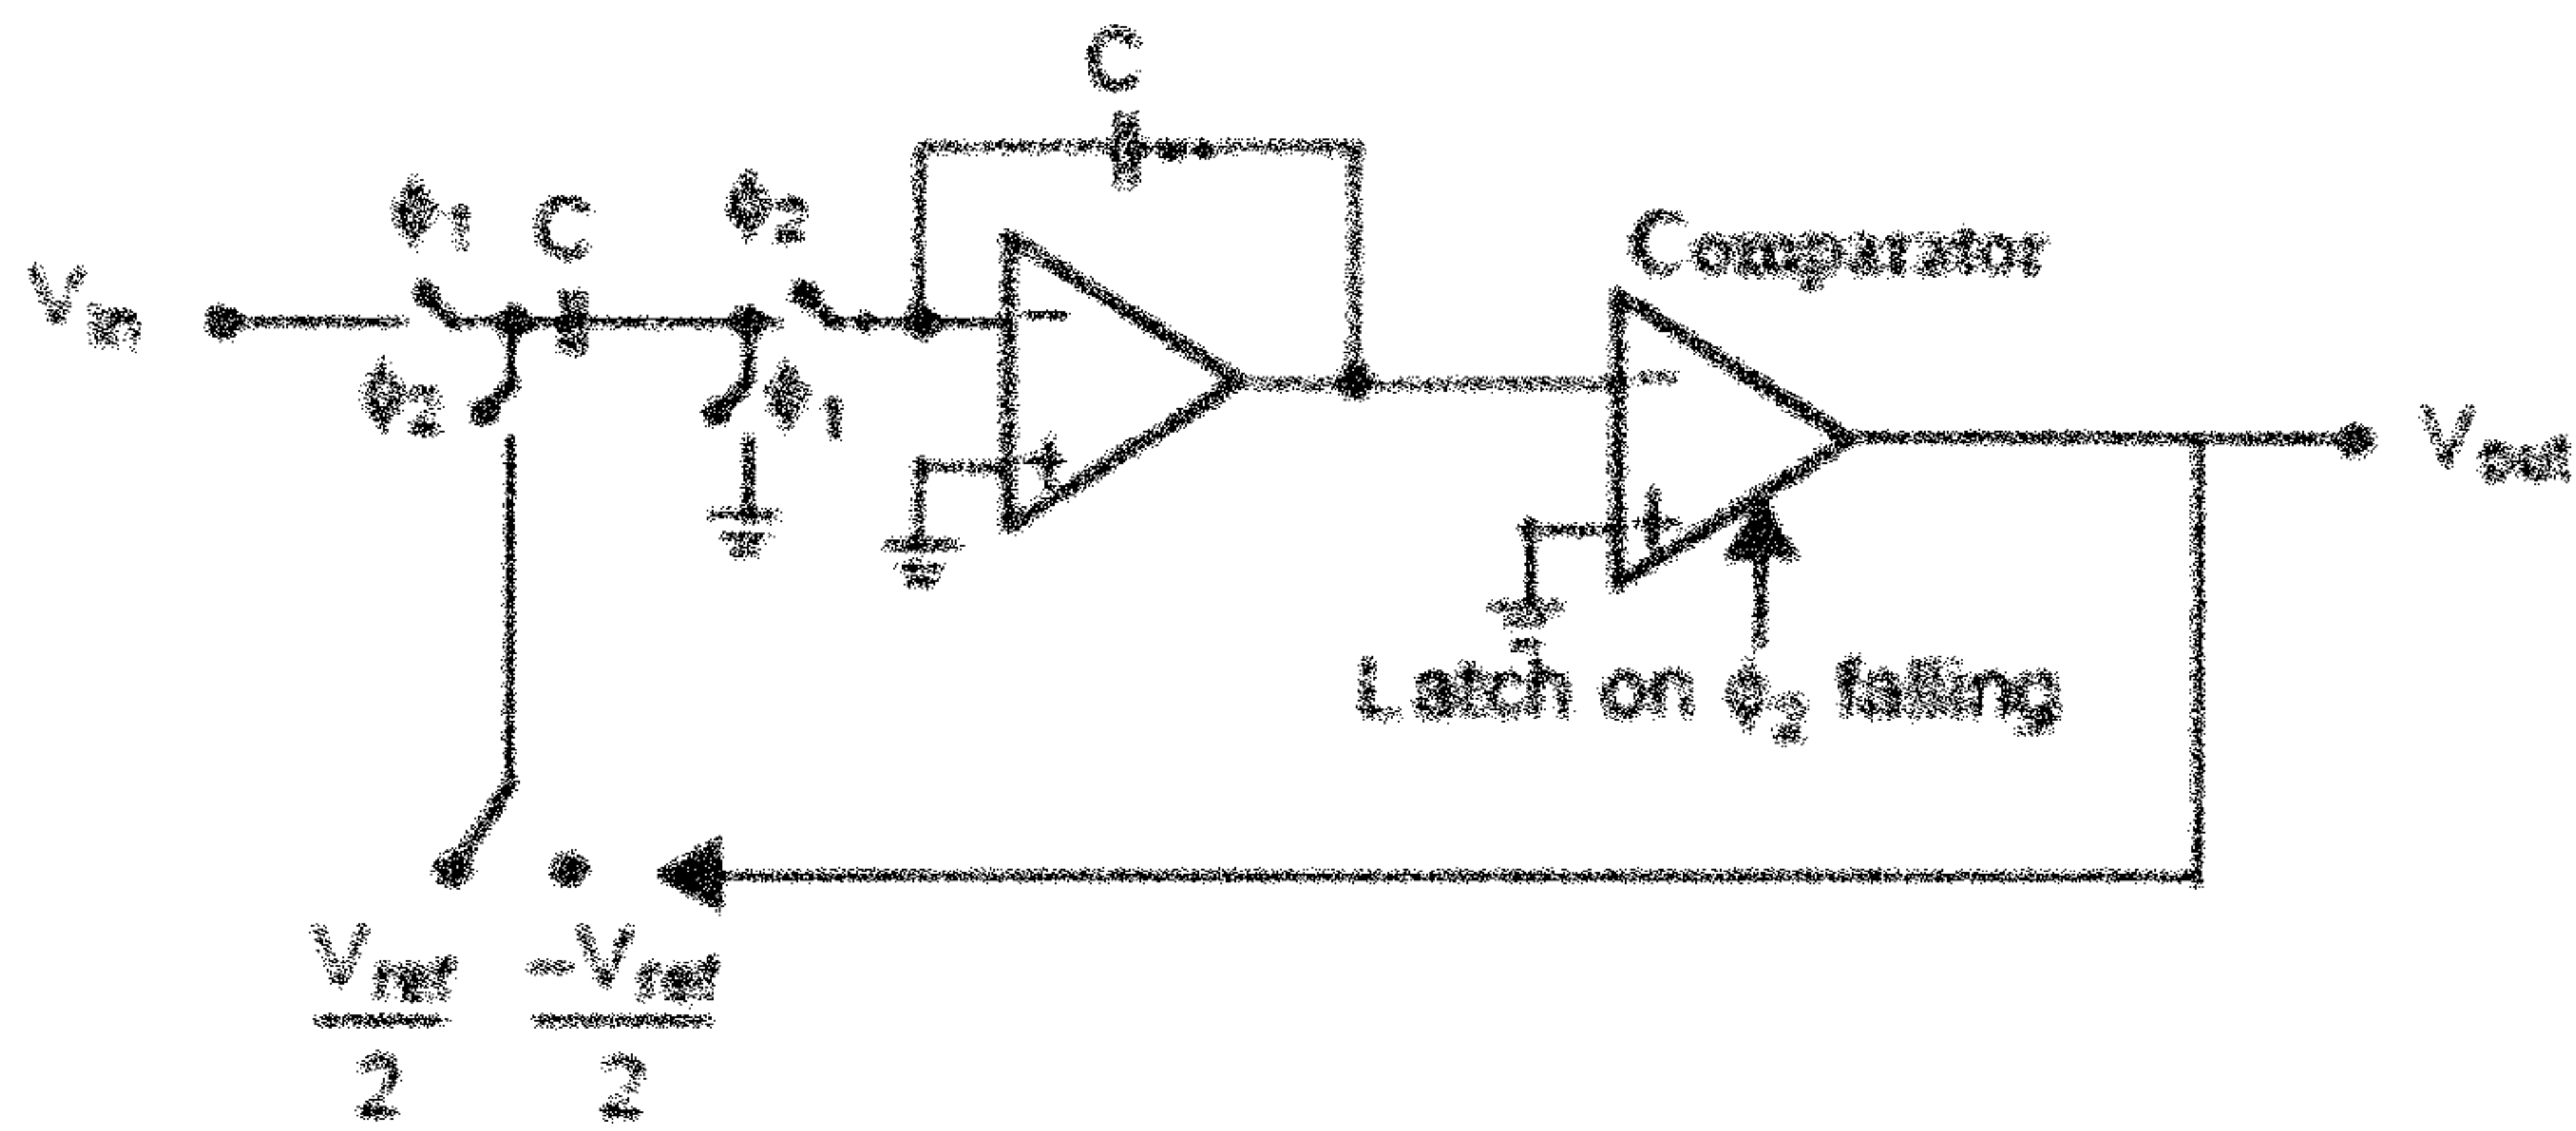 C
ϕ1 C ϕ2
Comparator
Vin
− −
ϕ2 ϕ1
Vout
+
+
Latch on ϕ2 falling
Vref −Vref
2 2